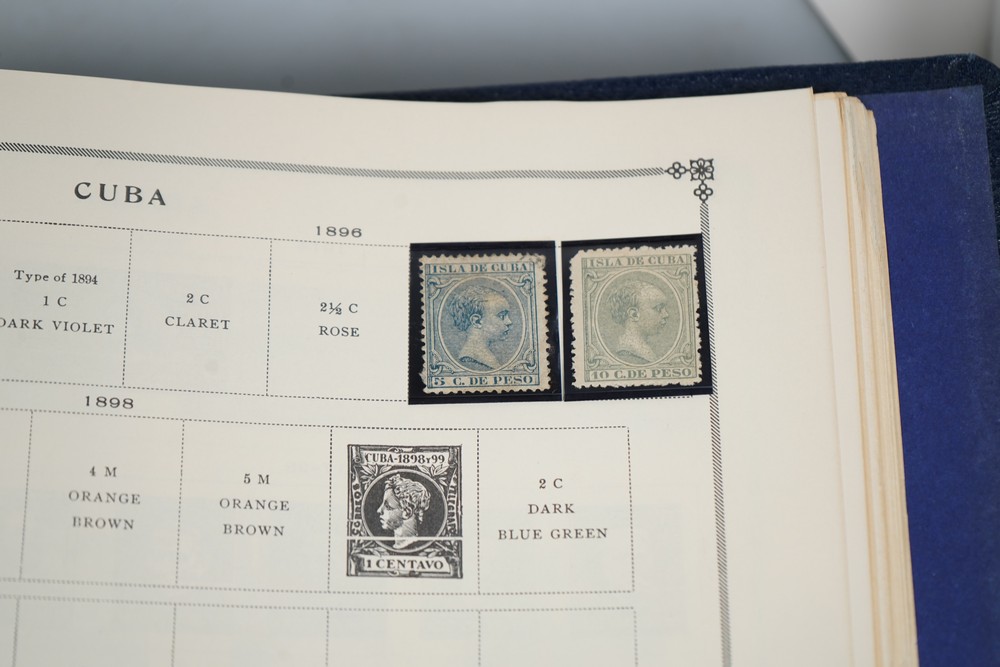 CUBA
1896
Type of 1894
1 C
DARK VIOLET
2 C
CLARET
2½ C
ROSE
ISLA DE CUBA
5 C. DE PESO
ISLA DE CUBA
10 C. DE PESO
1898
4 M
ORANGE
BROWN
5 M
ORANGE
BROWN
CUBA-1898 Y 99
CORREOS
1 CENTAVO
2 C
DARK
BLUE GREEN